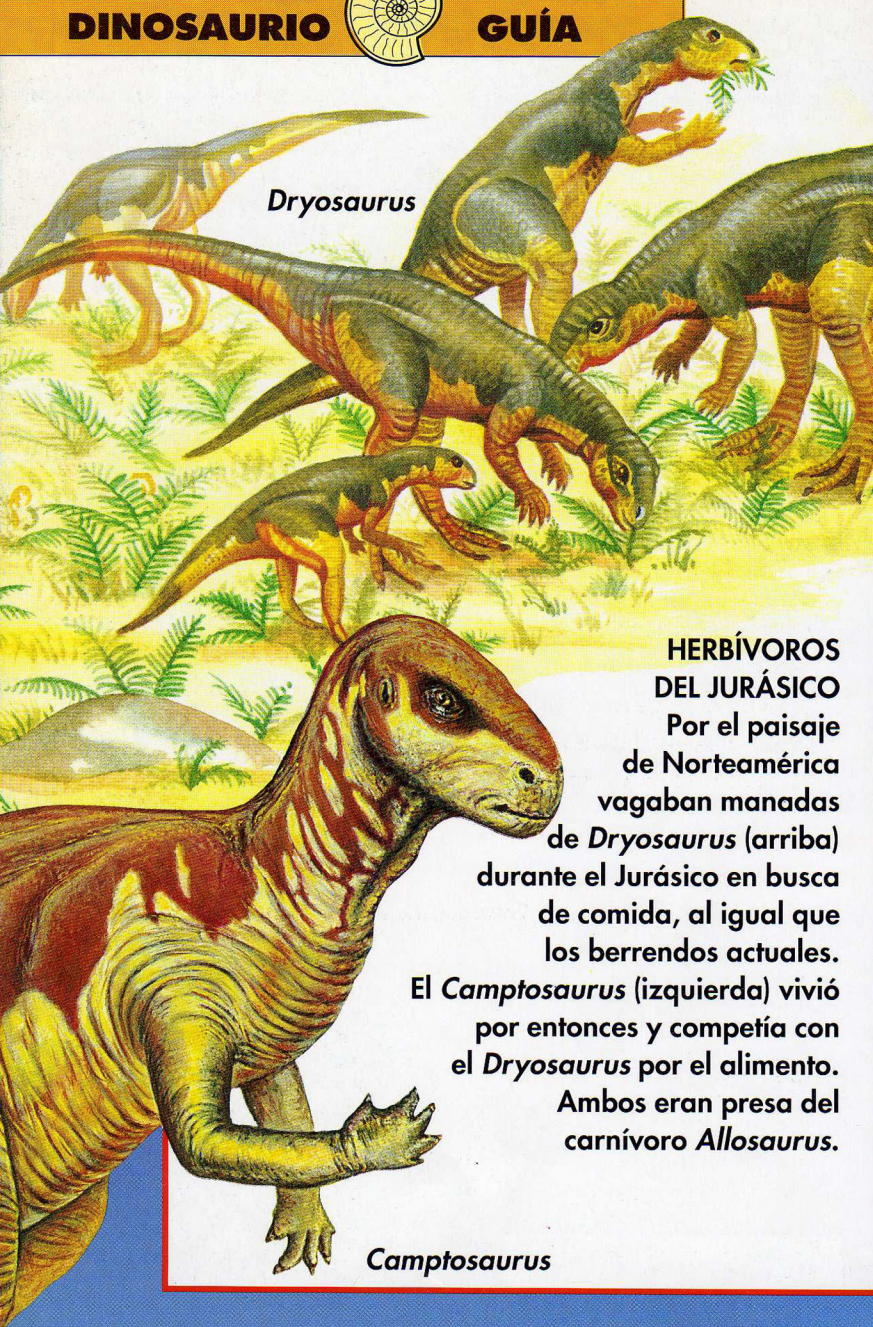 DINOSAURIO GUÍA
Dryosaurus
HERBÍVOROS
DEL JURÁSICO
Por el paisaje
de Norteamérica
vagaban manadas
de Dryosaurus (arriba)
durante el Jurásico en busca
de comida, al igual que
los berrendos actuales.
El Camptosaurus (izquierda) vivió
por entonces y competía con
el Dryosaurus por el alimento.
Ambos eran presa del
carnívoro Allosaurus.
Camptosaurus